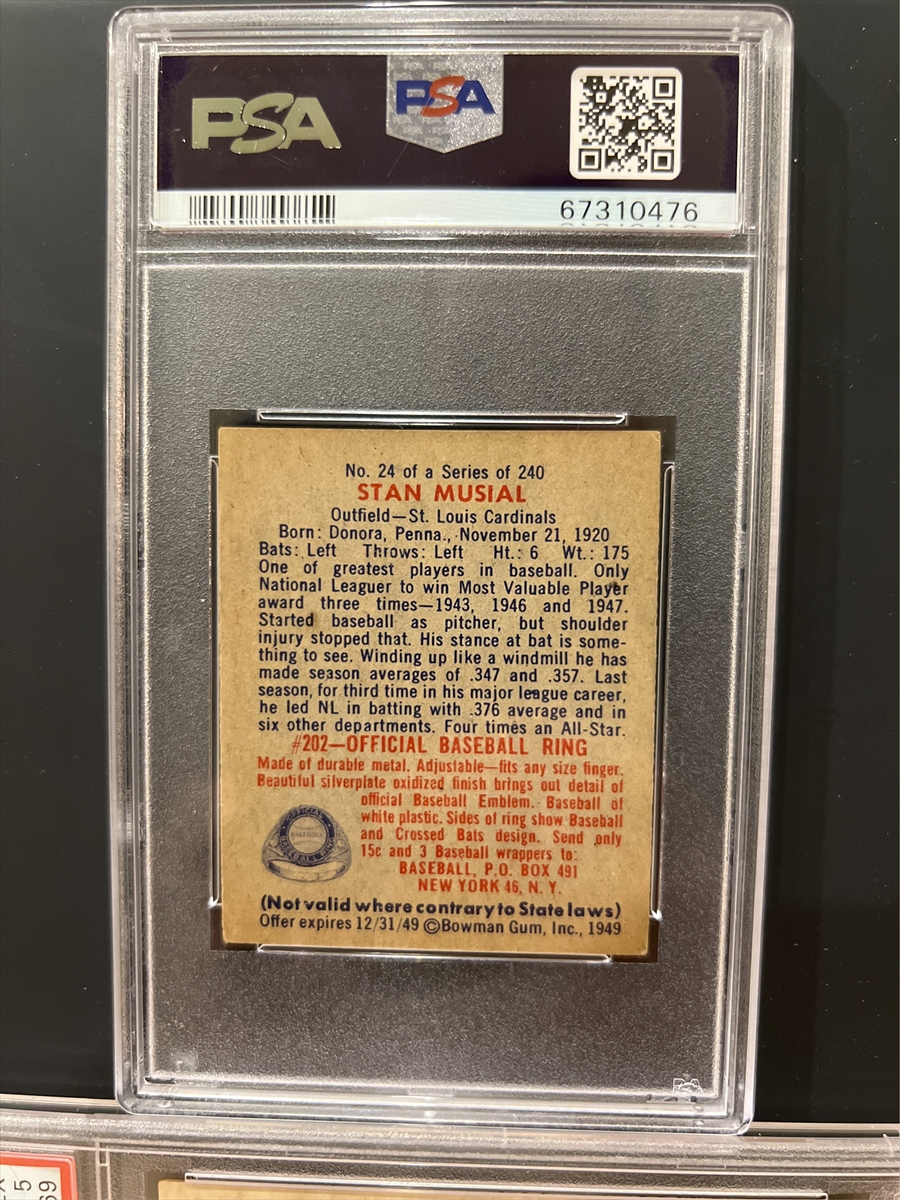 PSA
PSA
67310476
No. 24 of a Series of 240
STAN MUSIAL
Outfield—St. Louis Cardinals
Born: Donora, Penna., November 21, 1920
Bats: Left Throws: Left Ht.: 6 Wt.: 175
One of greatest players in baseball. Only
National Leaguer to win Most Valuable Player
award three times—1943, 1946 and 1947.
Started baseball as pitcher, but shoulder
injury stopped that. His stance at bat is some-
thing to see. Winding up like a windmill he has
made season averages of .347 and .357. Last
season, for third time in his major league career,
he led NL in batting with .376 average and in
six other departments. Four times an All-Star.
#202—OFFICIAL BASEBALL RING
Made of durable metal. Adjustable—fits any size finger.
Beautiful silverplate oxidized finish brings out detail of
official Baseball Emblem. Baseball of
white plastic. Sides of ring show Baseball
and Crossed Bats design. Send only
15c and 3 Baseball wrappers to:
BASEBALL, P.O. BOX 491
NEW YORK 46, N. Y.
OFFICIAL
BASEBALL RING
(Not valid where contrary to State laws)
Offer expires 12/31/49 ©Bowman Gum, Inc., 1949
PSA
5
69